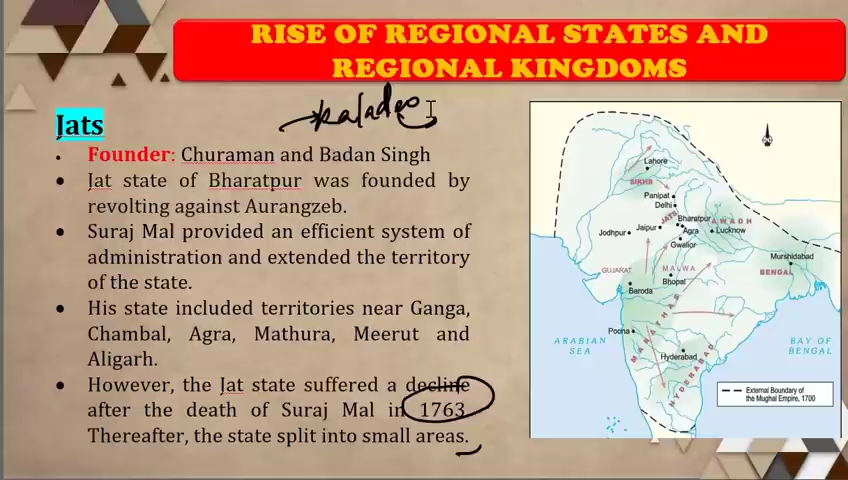 RISE OF REGIONAL STATES AND
REGIONAL KINGDOMS
Jats
• Founder: Churaman and Badan Singh
• Jat state of Bharatpur was founded by
revolting against Aurangzeb.
• Suraj Mal provided an efficient system of
administration and extended the territory
of the state.
• His state included territories near Ganga,
Chambal, Agra, Mathura, Meerut and
Aligarh.
• However, the Jat state suffered a decline
after the death of Suraj Mal in 1763.
Thereafter, the state split into small areas.
N
Lahore
SIKHS
Panipat
Delhi
JATS
Bharatpur
AWADH
Jodhpur
Jaipur
Agra
Lucknow
Gwalior
Murshidabad
GUJARAT
MALWA
BENGAL
Bhopal
Baroda
MARATHAS
Poona
ARABIAN
SEA
BAY OF
BENGAL
Hyderabad
HYDERABAD
External Boundary of
the Mughal Empire, 1700